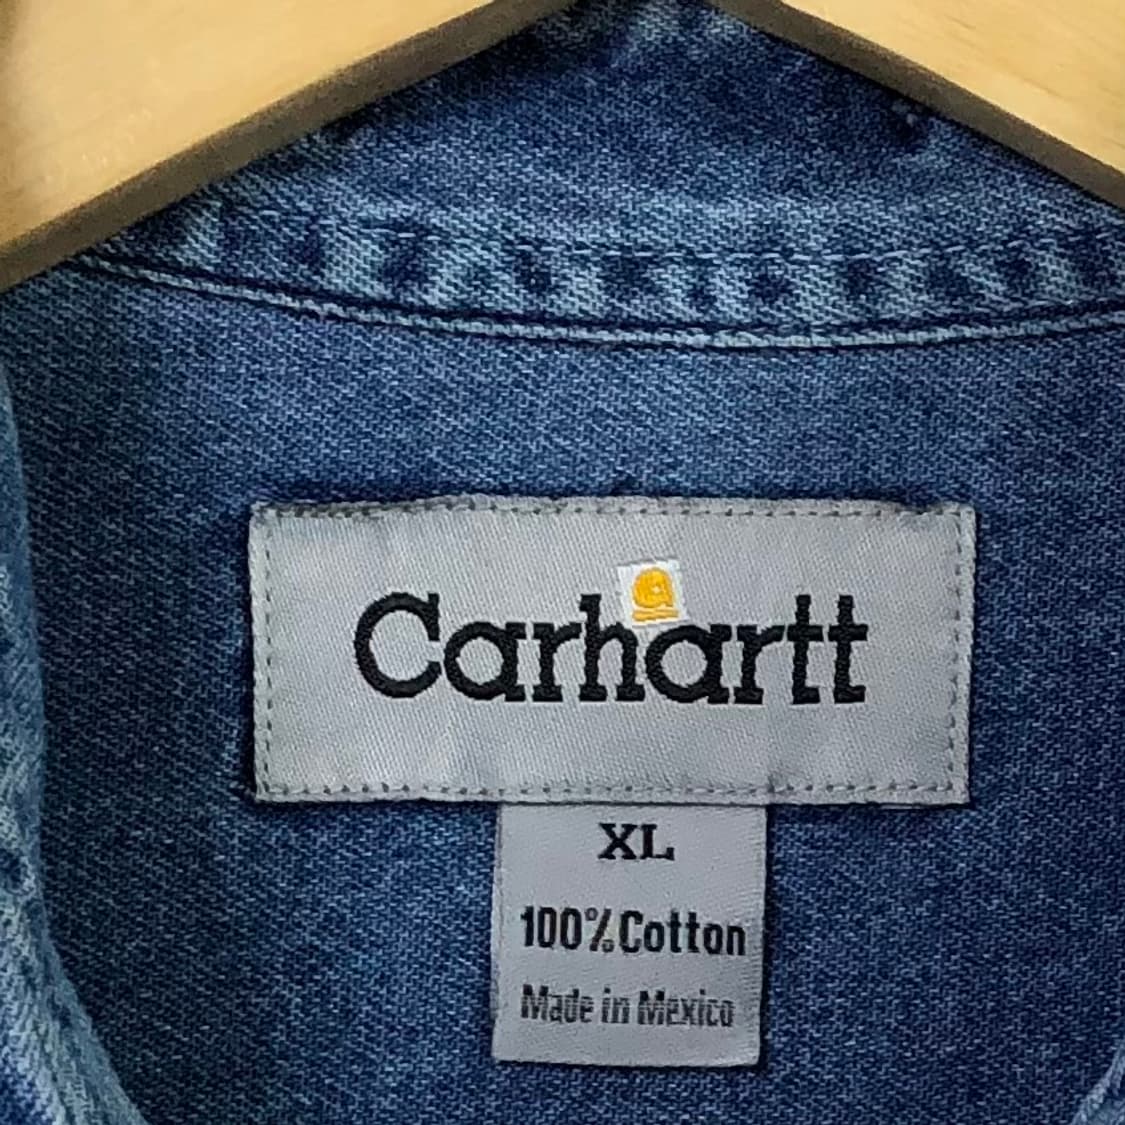 Carhartt
XL
100% Cotton
Made in Mexico